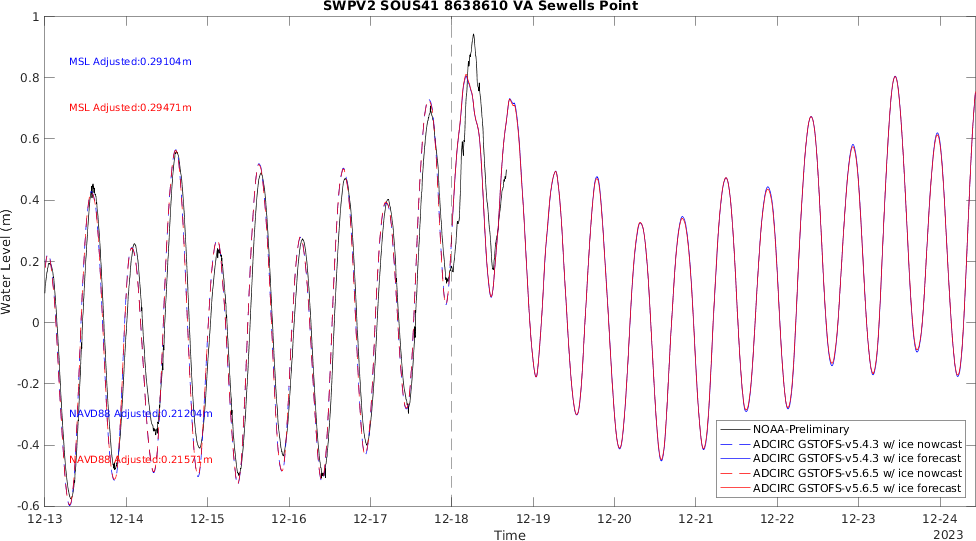 SWPV2 SOUS41 8638610 VA Sewells Point
MSL Adjusted:0.29104m
MSL Adjusted:0.29471m
NAVD88 Adjusted:0.21204m
NAVD88 Adjusted:0.21571m
Water Level (m)
1
0.8
0.6
0.4
0.2
0
-0.2
-0.4
-0.6
12-13 12-14 12-15 12-16 12-17 12-18 12-19 12-20 12-21 12-22 12-23 12-24
Time
2023
NOAA-Preliminary
ADCIRC GSTOFS-v5.4.3 w/ ice nowcast
ADCIRC GSTOFS-v5.4.3 w/ ice forecast
ADCIRC GSTOFS-v5.6.5 w/ ice nowcast
ADCIRC GSTOFS-v5.6.5 w/ ice forecast